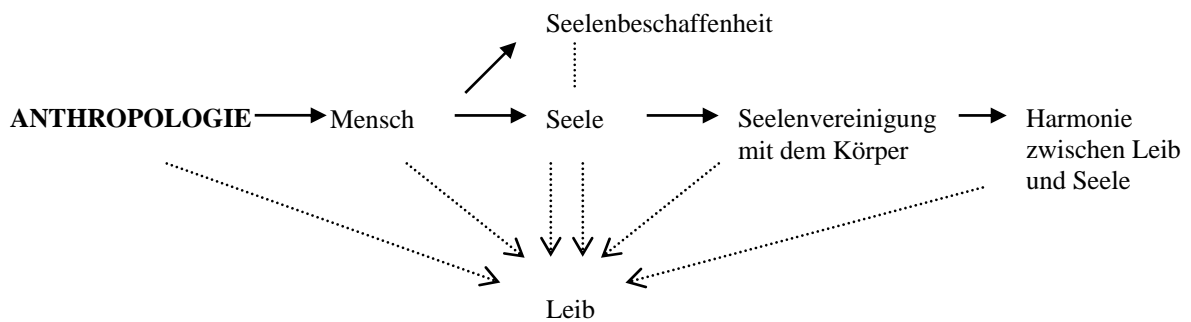 Seelenbeschaffenheit
ANTHROPOLOGIE Mensch Seele Seelenvereinigung Harmonie
mit dem Körper zwischen Leib
und Seele
Leib